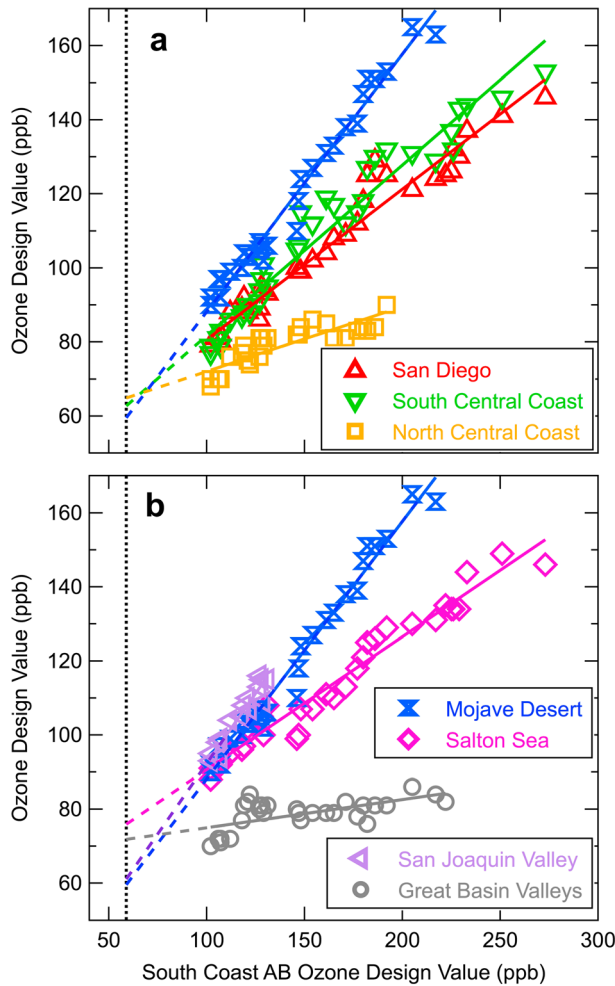 a
160
140
120
100
80
60
Ozone Design Value (ppb)
San Diego
South Central Coast
North Central Coast
b
160
140
120
100
80
60
Ozone Design Value (ppb)
Mojave Desert
Salton Sea
San Joaquin Valley
Great Basin Valleys
50 100 150 200 250 300
South Coast AB Ozone Design Value (ppb)